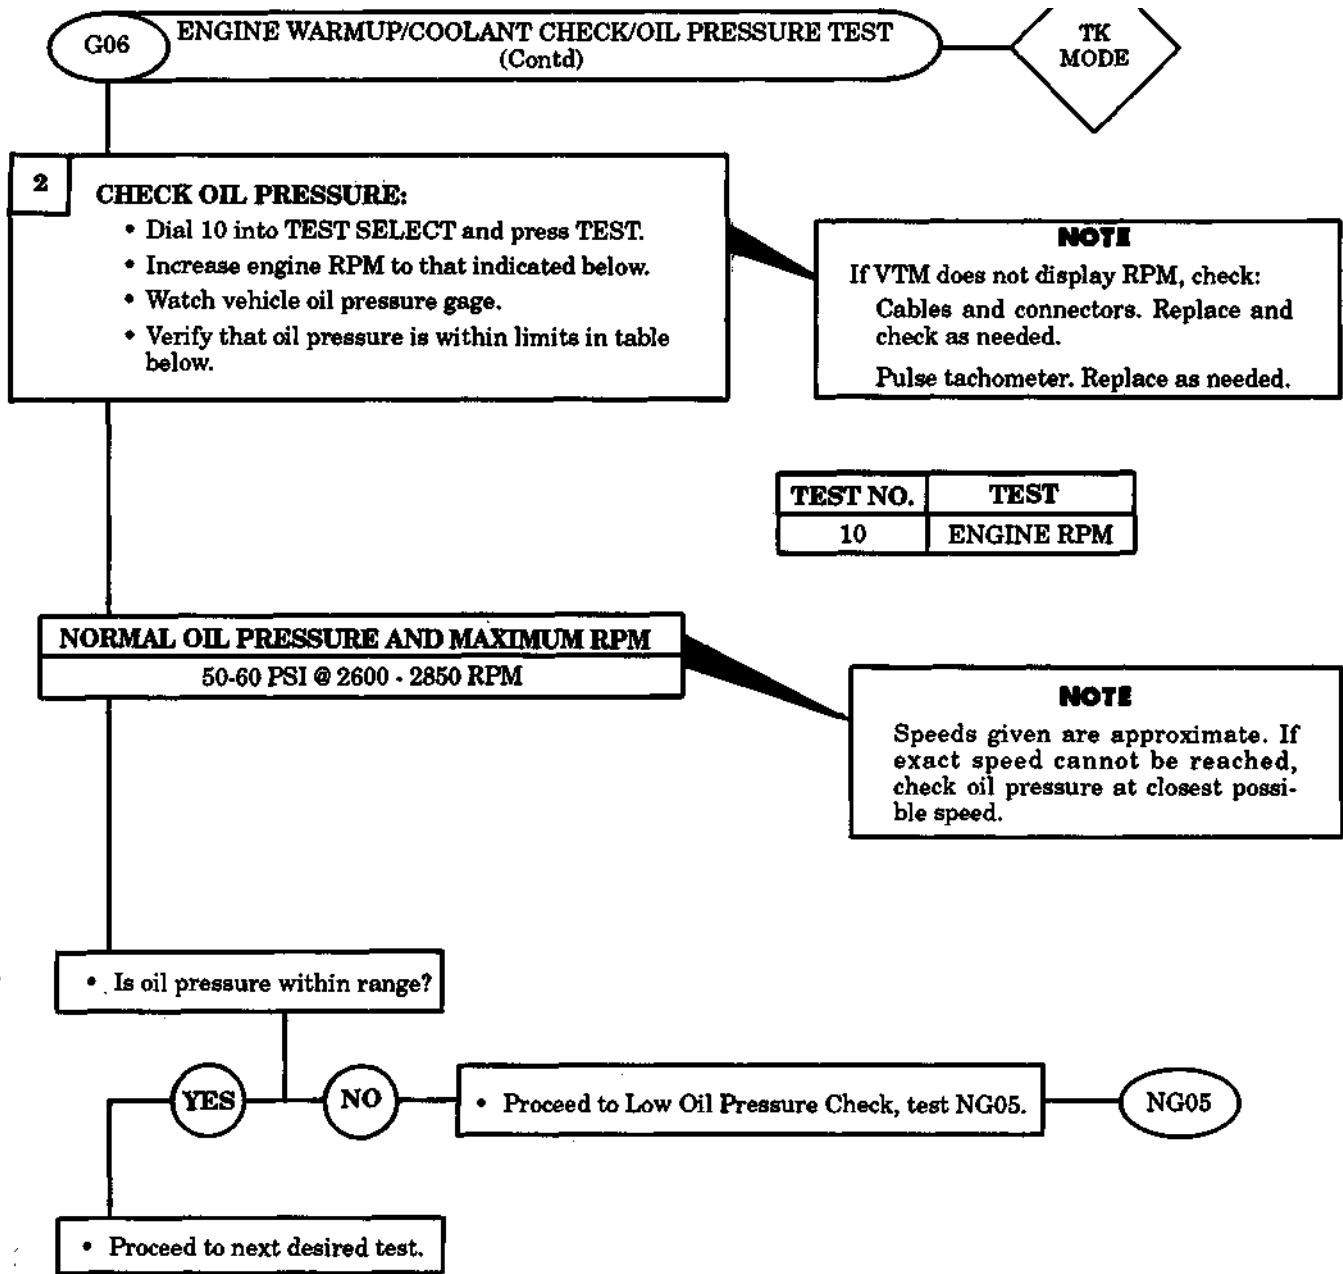 G06
ENGINE WARMUP/COOLANT CHECK/OIL PRESSURE TEST
(Contd)
TK
MODE
2
CHECK OIL PRESSURE:
• Dial 10 into TEST SELECT and press TEST.
• Increase engine RPM to that indicated below.
• Watch vehicle oil pressure gage.
• Verify that oil pressure is within limits in table
below.
NOTE
If VTM does not display RPM, check:
Cables and connectors. Replace and
check as needed.
Pulse tachometer. Replace as needed.
TEST NO. TEST
10 ENGINE RPM
NORMAL OIL PRESSURE AND MAXIMUM RPM
50-60 PSI @ 2600 - 2850 RPM
NOTE
Speeds given are approximate. If
exact speed cannot be reached,
check oil pressure at closest possi-
ble speed.
• Is oil pressure within range?
YES
NO
• Proceed to Low Oil Pressure Check, test NG05.
NG05
• Proceed to next desired test.